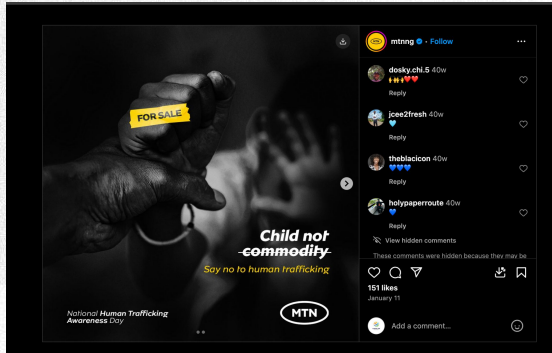 FOR SALE
Child not
commodity
Say no to human trafficking
National Human Trafficking
Awareness Day
MTN
mtnng • Follow
dosky.chi.5 40w
Reply
jcee2fresh 40w
Reply
theblacicon 40w
Reply
holypaperroute 40w
Reply
View hidden comments
These comments were hidden because they may be
151 likes
January 11
Add a comment...